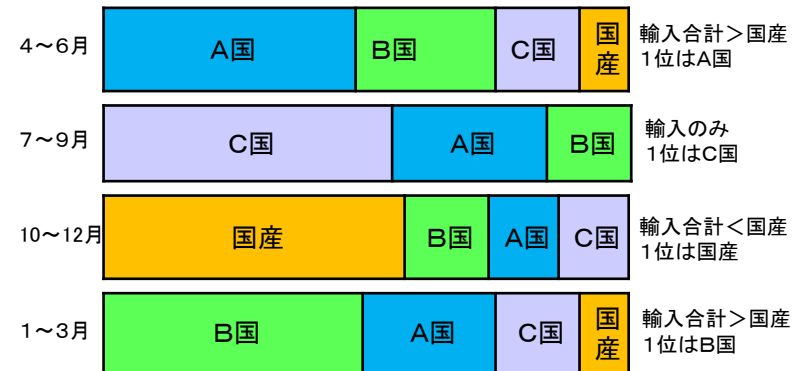 4～6月
A国
B国
C国
国産
輸入合計＞国産
1位はA国
7～9月
C国
A国
B国
輸入のみ
1位はC国
10～12月
国産
B国
A国
C国
輸入合計＜国産
1位は国産
1～3月
B国
A国
C国
国産
輸入合計＞国産
1位はB国